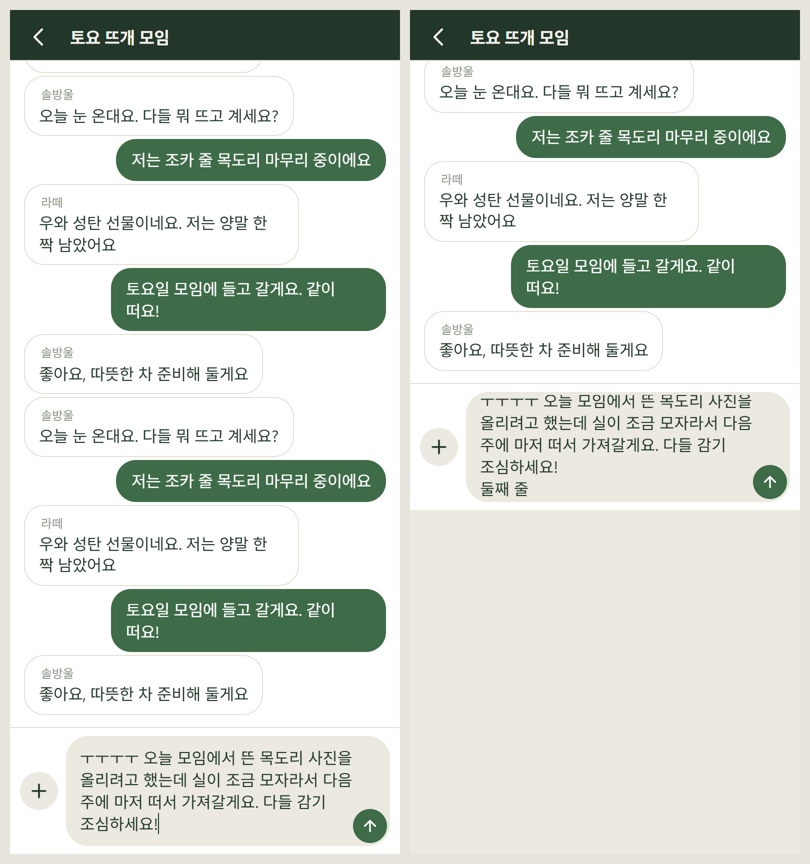 토요 뜨개 모임
솔방울
오늘 눈 온대요. 다들 뭐 뜨고 계세요?
저는 조카 줄 목도리 마무리 중이에요
라떼
우와 성탄 선물이네요. 저는 양말 한
짝 남았어요
토요일 모임에 들고 갈게요. 같이
떠요!
솔방울
좋아요, 따뜻한 차 준비해 둘게요
솔방울
오늘 눈 온대요. 다들 뭐 뜨고 계세요?
저는 조카 줄 목도리 마무리 중이에요
라떼
우와 성탄 선물이네요. 저는 양말 한
짝 남았어요
토요일 모임에 들고 갈게요. 같이
떠요!
솔방울
좋아요, 따뜻한 차 준비해 둘게요
ㅜㅜㅜㅜ 오늘 모임에서 뜬 목도리 사진을
올리려고 했는데 실이 조금 모자라서 다음
주에 마저 떠서 가져갈게요. 다들 감기
조심하세요!
토요 뜨개 모임
솔방울
오늘 눈 온대요. 다들 뭐 뜨고 계세요?
저는 조카 줄 목도리 마무리 중이에요
라떼
우와 성탄 선물이네요. 저는 양말 한
짝 남았어요
토요일 모임에 들고 갈게요. 같이
떠요!
솔방울
좋아요, 따뜻한 차 준비해 둘게요
ㅜㅜㅜㅜ 오늘 모임에서 뜬 목도리 사진을
올리려고 했는데 실이 조금 모자라서 다음
주에 마저 떠서 가져갈게요. 다들 감기
조심하세요!
둘째 줄